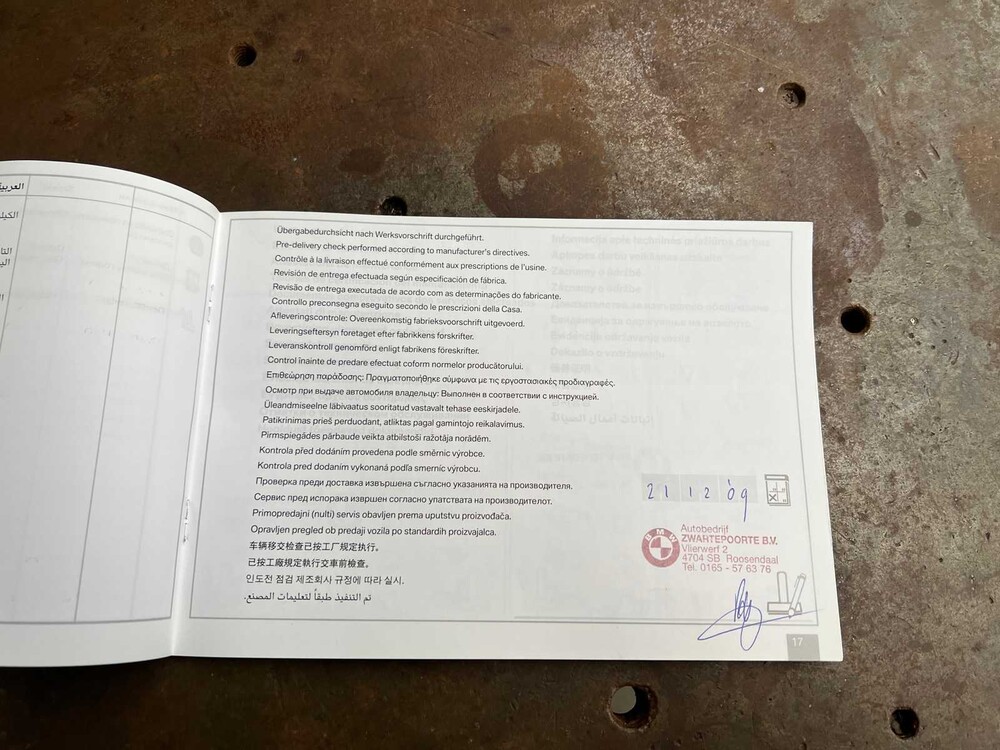 العربية
Übergabedurchsicht nach Werksvorschrift durchgeführt.
Pre-delivery check performed according to manufacturer's directives.
Contrôle à la livraison effectué conformément aux prescriptions de l'usine.
Revisión de entrega efectuada según especificación de fábrica.
Revisão de entrega executada de acordo com as determinações do fabricante.
Controllo preconsegna eseguito secondo le prescrizioni della Casa.
Afleveringscontrole: Overeenkomstig fabrieksvoorschrift uitgevoerd.
Leveringseftersyn foretaget efter fabrikkens forskrifter.
Leveranskontroll genomförd enligt fabrikens föreskrifter.
Control înainte de predare efectuat coform normelor producătorului.
Επιθεώρηση παράδοσης: Πραγματοποιήθηκε σύμφωνα με τις εργοστασιακές προδιαγραφές.
Осмотр при выдаче автомобиля владельцу: Выполнен в соответствии с инструкцией.
Üleandmiseelne läbivaatus sooritatud vastavalt tehase eeskirjadele.
Patikrinimas prieš perduodant, atliktas pagal gamintojo reikalavimus.
Pirmspiegādes pārbaude veikta atbilstoši ražotāja norādēm.
Kontrola před dodáním provedena podle směrnic výrobce.
Kontrola pred dodaním vykonaná podľa smerníc výrobcu.
Проверка преди доставка извършена съгласно указанията на производителя.
Сервис пред испорака извршен согласно упатствата на производителот.
Primopredajni (nulti) servis obavljen prema uputstvu proizvođača.
Opravljen pregled ob predaji vozila po standardih proizvajalca.
车辆移交检查已按工厂规定执行。
已按工廠規定執行交車前檢查。
인도전 점검 제조회사 규정에 따라 실시.
تم التنفيذ طبقاً لتعليمات المصنع.
21 12 09
BMW
Autobedrijf
ZWARTEPOORTE B.V.
Vlierwerf 2
4704 SB Roosendaal
Tel. 0165 - 57 63 76
17